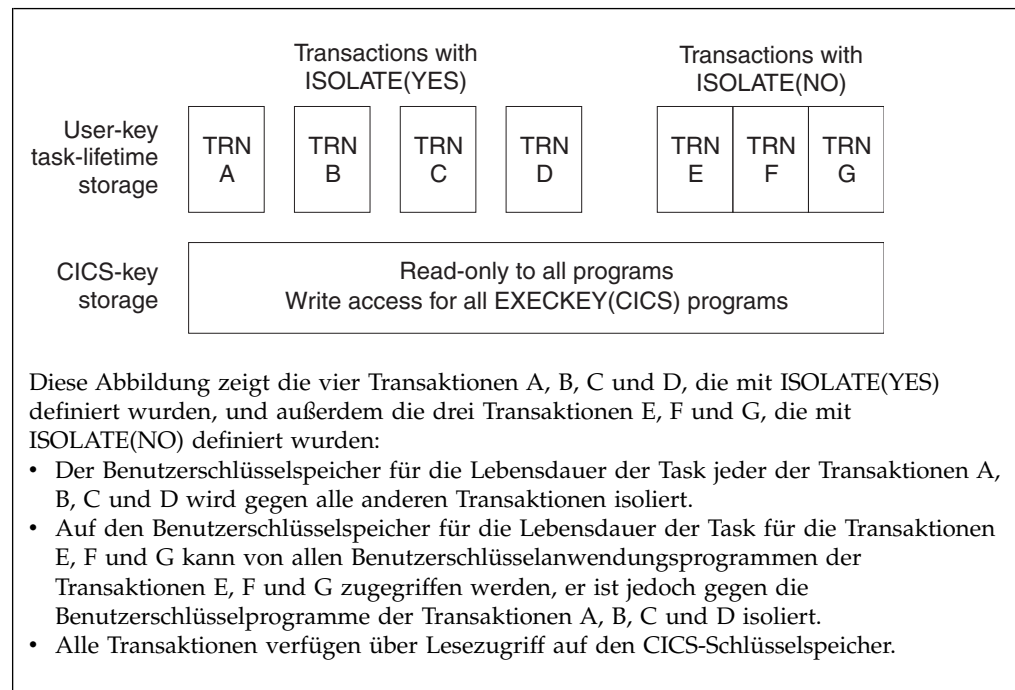 Transactions with
ISOLATE(YES)
Transactions with
ISOLATE(NO)
User-key
task-lifetime
storage
TRN
A
TRN
B
TRN
C
TRN
D
TRN
E
TRN
F
TRN
G
CICS-key
storage
Read-only to all programs
Write access for all EXECKEY(CICS) programs
Diese Abbildung zeigt die vier Transaktionen A, B, C und D, die mit ISOLATE(YES)
definiert wurden, und außerdem die drei Transaktionen E, F und G, die mit
ISOLATE(NO) definiert wurden:
• Der Benutzerschlüsselspeicher für die Lebensdauer der Task jeder der Transaktionen A,
B, C und D wird gegen alle anderen Transaktionen isoliert.
• Auf den Benutzerschlüsselspeicher für die Lebensdauer der Task für die Transaktionen
E, F und G kann von allen Benutzerschlüsselanwendungsprogrammen der
Transaktionen E, F und G zugegriffen werden, er ist jedoch gegen die
Benutzerschlüsselprogramme der Transaktionen A, B, C und D isoliert.
• Alle Transaktionen verfügen über Lesezugriff auf den CICS-Schlüsselspeicher.